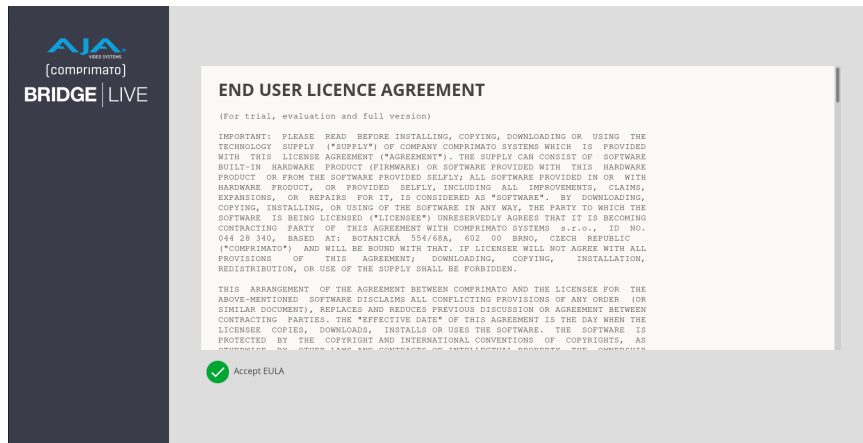 AJA
VIDEO SYSTEMS
(comprimato)
BRIDGE LIVE
END USER LICENCE AGREEMENT
(For trial, evaluation and full version)
IMPORTANT: PLEASE READ BEFORE INSTALLING, COPYING, DOWNLOADING OR USING THE
TECHNOLOGY SUPPLY ("SUPPLY") OF COMPANY COMPRIMATO SYSTEMS WHICH IS PROVIDED
WITH THIS LICENSE AGREEMENT ("AGREEMENT"). THE SUPPLY CAN CONSIST OF SOFTWARE
BUILT-IN HARDWARE PRODUCT (FIRMWARE) OR SOFTWARE PROVIDED WITH THIS HARDWARE
PRODUCT OR FROM THE SOFTWARE PROVIDED SELFLY; ALL SOFTWARE PROVIDED IN OR WITH
HARDWARE PRODUCT, OR PROVIDED SELFLY, INCLUDING ALL IMPROVEMENTS, CLAIMS,
EXPANSIONS, OR REPAIRS FOR IT, IS CONSIDERED AS "SOFTWARE". BY DOWNLOADING,
COPYING, INSTALLING, OR USING OF THE SOFTWARE IN ANY WAY, THE PARTY TO WHICH THE
SOFTWARE IS BEING LICENSED ("LICENSEE") UNRESERVEDLY AGREES THAT IT IS BECOMING
CONTRACTING PARTY OF THIS AGREEMENT WITH COMPRIMATO SYSTEMS s.r.o., ID NO.
044 28 340, BASED AT: BOTANICKÁ 554/68A, 602 00 BRNO, CZECH REPUBLIC
("COMPRIMATO") AND WILL BE BOUND WITH THAT. IF LICENSEE WILL NOT AGREE WITH ALL
PROVISIONS OF THIS AGREEMENT; DOWNLOADING, COPYING, INSTALLATION,
REDISTRIBUTION, OR USE OF THE SUPPLY SHALL BE FORBIDDEN.
THIS ARRANGEMENT OF THE AGREEMENT BETWEEN COMPRIMATO AND THE LICENSEE FOR THE
ABOVE-MENTIONED SOFTWARE DISCLAIMS ALL CONFLICTING PROVISIONS OF ANY ORDER (OR
SIMILAR DOCUMENT), REPLACES AND REDUCES PREVIOUS DISCUSSION OR AGREEMENT BETWEEN
CONTRACTING PARTIES. THE "EFFECTIVE DATE" OF THIS AGREEMENT IS THE DAY WHEN THE
LICENSEE COPIES, DOWNLOADS, INSTALLS OR USES THE SOFTWARE. THE SOFTWARE IS
PROTECTED BY THE COPYRIGHT AND INTERNATIONAL CONVENTIONS OF COPYRIGHTS, AS
OTHERWISE BY OTHER LAWS AND CONTRACTS OF INTELLECTUAL PROPERTY. THE OWNERSHIP
Accept EULA